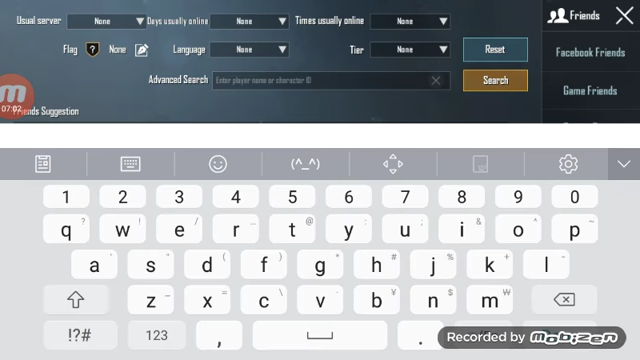 Usual server None Days usually online None Times usually online None Friends
Flag ? None Language None Tier None Reset Facebook Friends
Advanced Search Enter player name or character ID Search Game Friends
07:02
Friends Suggestion
(^_^)
1 2 3 4 5 6 7 8 9 0
q ? w ! e / r _ t @ y ; u : i & o ^ p ~
a s - d ( f ) g * h # j % k + l -
z _ x = c \ v b ¥ n $ m ₩
!?# 123 , .
Recorded by mobizen